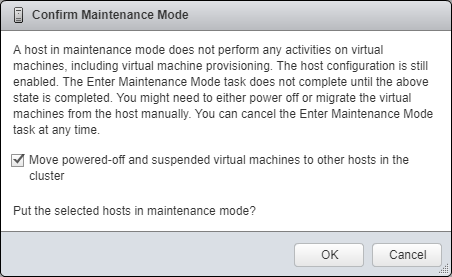 Confirm Maintenance Mode
A host in maintenance mode does not perform any activities on virtual
machines, including virtual machine provisioning. The host configuration is still
enabled. The Enter Maintenance Mode task does not complete until the above
state is completed. You might need to either power off or migrate the virtual
machines from the host manually. You can cancel the Enter Maintenance Mode
task at any time.
Move powered-off and suspended virtual machines to other hosts in the
cluster
Put the selected hosts in maintenance mode?
OK Cancel